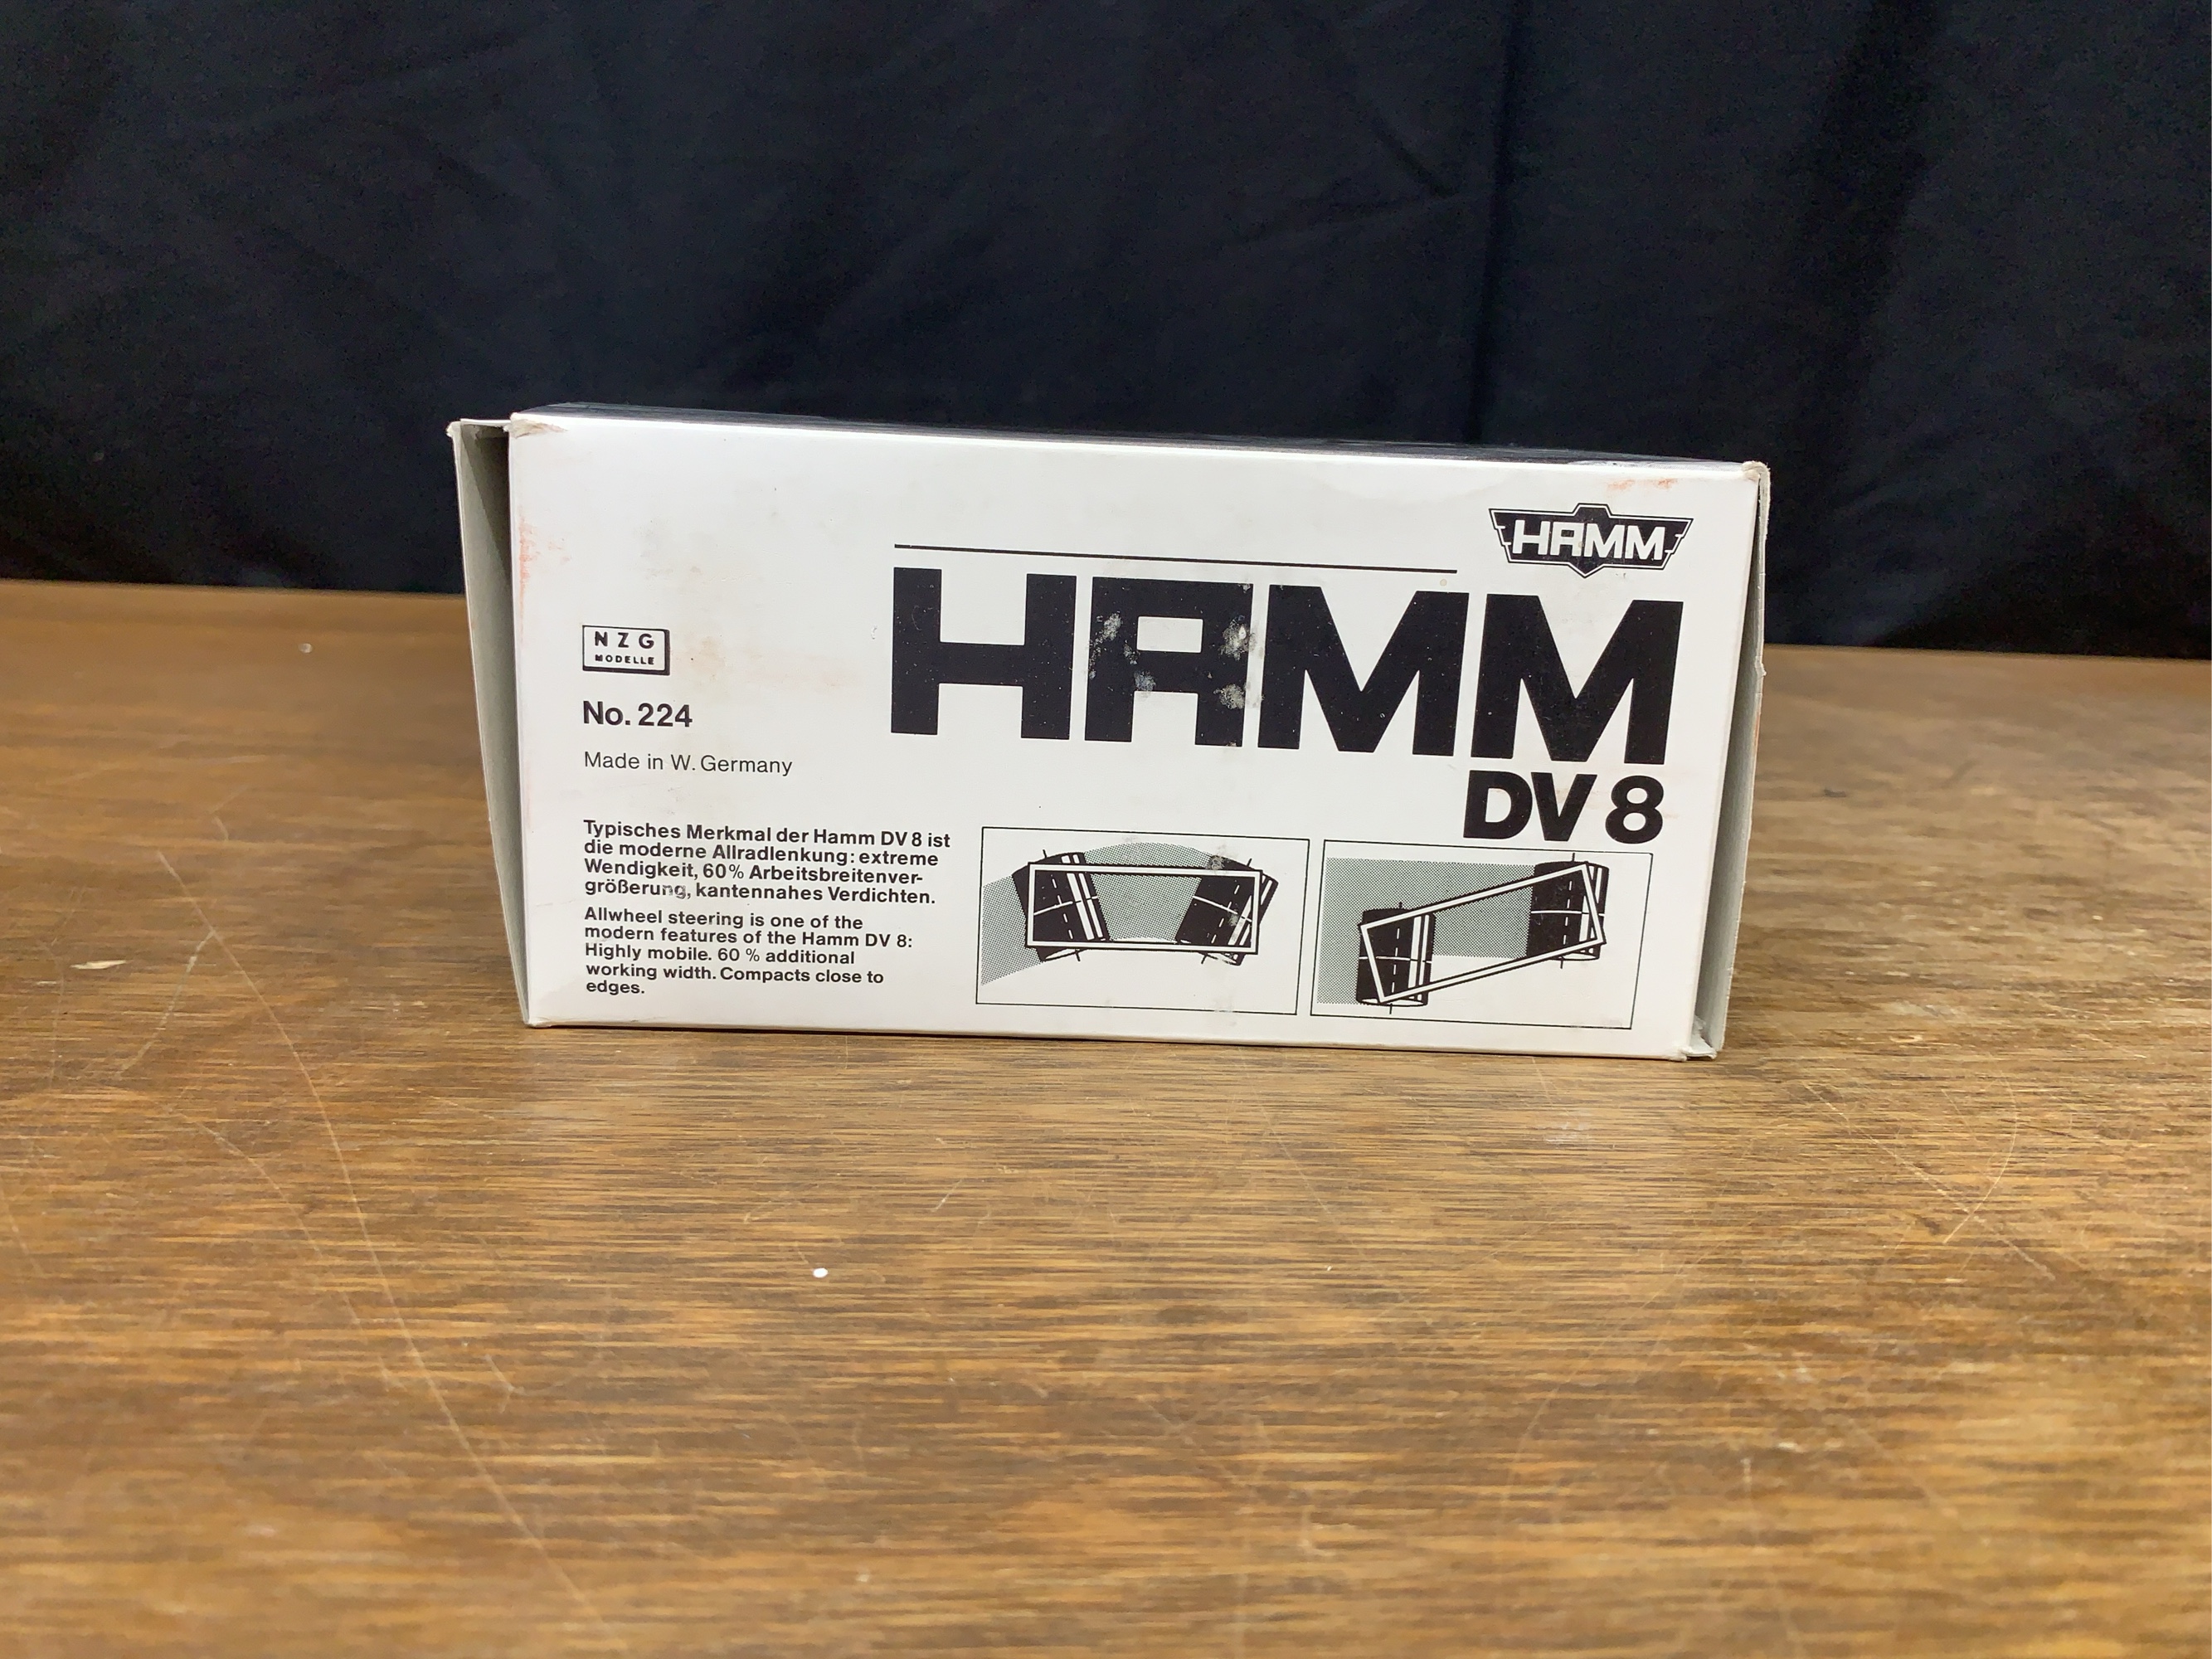 HAMM
HAMM
DV 8
NZG
MODELLE
No. 224
Made in W. Germany
Typisches Merkmal der Hamm DV 8 ist
die moderne Allradlenkung: extreme
Wendigkeit, 60% Arbeitsbreitenver-
größerung, kantennahes Verdichten.
Allwheel steering is one of the
modern features of the Hamm DV 8:
Highly mobile. 60 % additional
working width. Compacts close to
edges.